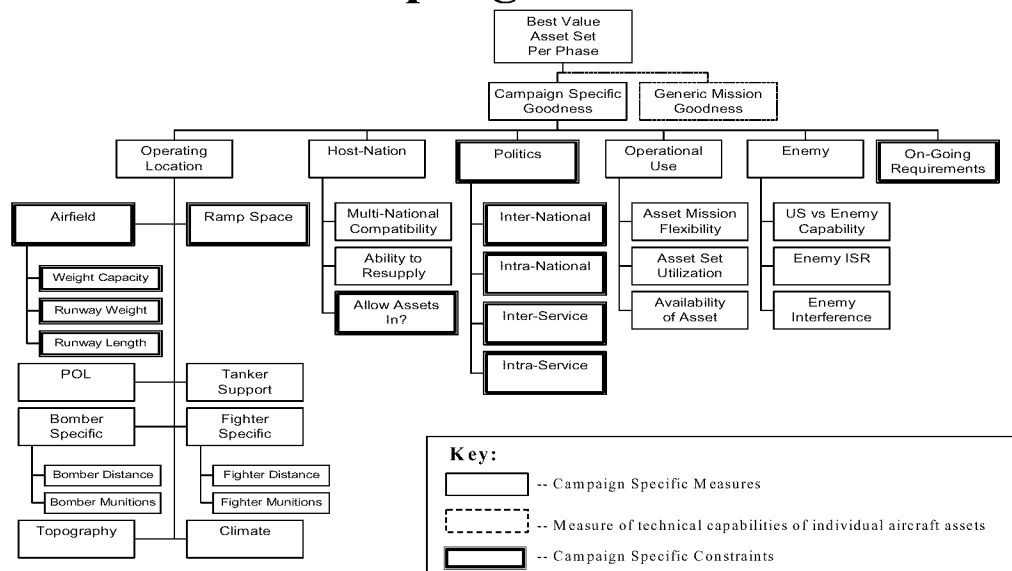 Best Value
Asset Set
Per Phase
Campaign Specific
Goodness
Generic Mission
Goodness
Operating
Location
Host-Nation
Politics
Operational
Use
Enemy
On-Going
Requirements
Airfield
Ramp Space
Weight Capacity
Runway Weight
Runway Length
POL
Tanker
Support
Bomber
Specific
Fighter
Specific
Bomber Distance
Bomber Munitions
Fighter Distance
Fighter Munitions
Topography
Climate
Multi-National
Compatibility
Ability to
Resupply
Allow Assets
In?
Inter-National
Intra-National
Inter-Service
Intra-Service
Asset Mission
Flexibility
Asset Set
Utilization
Availability
of Asset
US vs Enemy
Capability
Enemy ISR
Enemy
Interference
Key:
-- Campaign Specific Measures
-- Measure of technical capabilities of individual aircraft assets
-- Campaign Specific Constraints